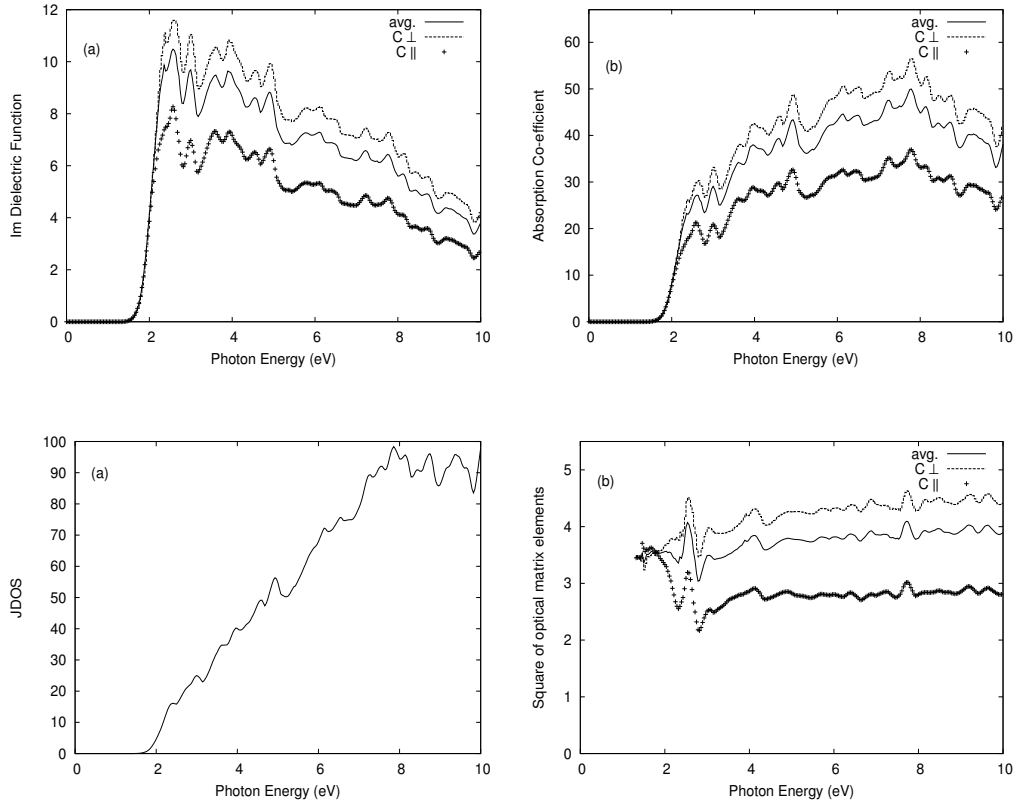 Im Dielectric Function
12
10
8
6
4
2
0
(a)
avg.
C ⊥
C ∥
0 2 4 6 8 10
Photon Energy (eV)
Absorption Co-efficient
60
50
40
30
20
10
0
(b)
avg.
C ⊥
C ∥
0 2 4 6 8 10
Photon Energy (eV)
JDOS
100
90
80
70
60
50
40
30
20
10
0
(a)
0 2 4 6 8 10
Photon Energy (eV)
Square of optical matrix elements
5
4
3
2
1
0
(b)
avg.
C ⊥
C ∥
0 2 4 6 8 10
Photon Energy (eV)